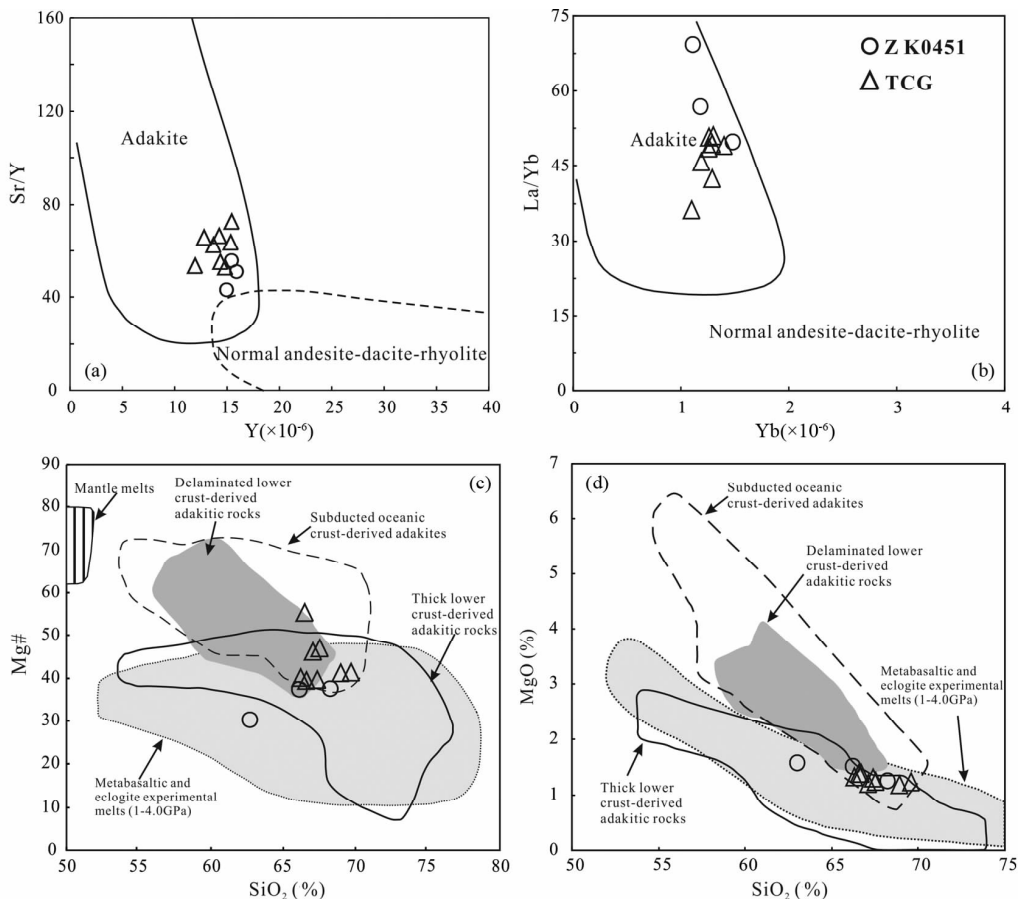 160
120
80
40
0
Sr/Y
Adakite
Normal andesite-dacite-rhyolite
(a)
0
5
10
15
20
25
30
35
40
Y(×10⁻⁶)
75
60
45
30
15
0
La/Yb
Z K0451
TCG
Adakite
Normal andesite-dacite-rhyolite
(b)
0
1
2
3
4
Yb(×10⁻⁶)
90
80
70
60
50
40
30
20
10
0
Mg#
Mantle melts
Delaminated lower
crust-derived
adakitic rocks
(c)
Subducted oceanic
crust-derived adakites
Thick lower
crust-derived
adakitic rocks
Metabasaltic and
eclogite experimental
melts (1-4.0GPa)
50
55
60
65
70
75
80
SiO₂(%)
7
6
5
4
3
2
1
0
MgO (%)
(d)
Subducted oceanic
crust-derived adakites
Delaminated lower
crust-derived
adakitic rocks
Metabasaltic and
eclogite experimental
melts (1-4.0GPa)
Thick lower
crust-derived
adakitic rocks
50
55
60
65
70
75
SiO₂(%)